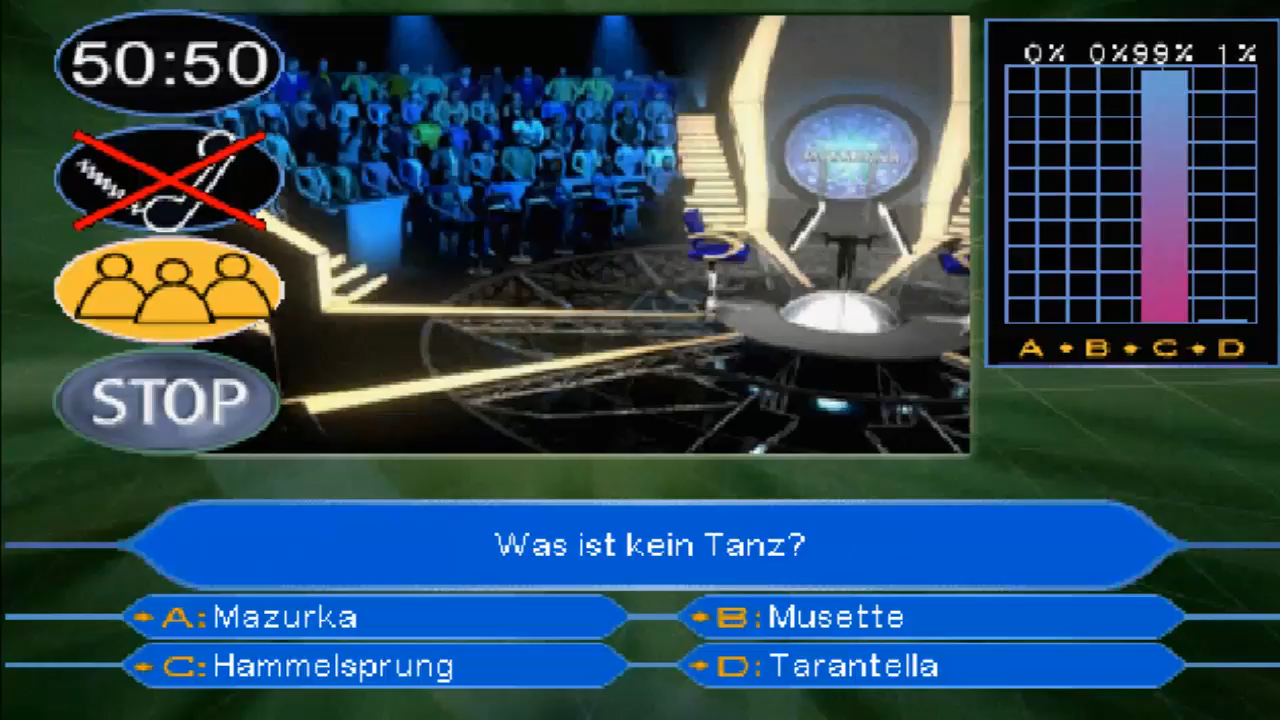 50:50
0% 0%99% 1%
STOP
A B C D
Was ist kein Tanz?
A: Mazurka
B: Musette
C: Hammelsprung
D: Tarantella